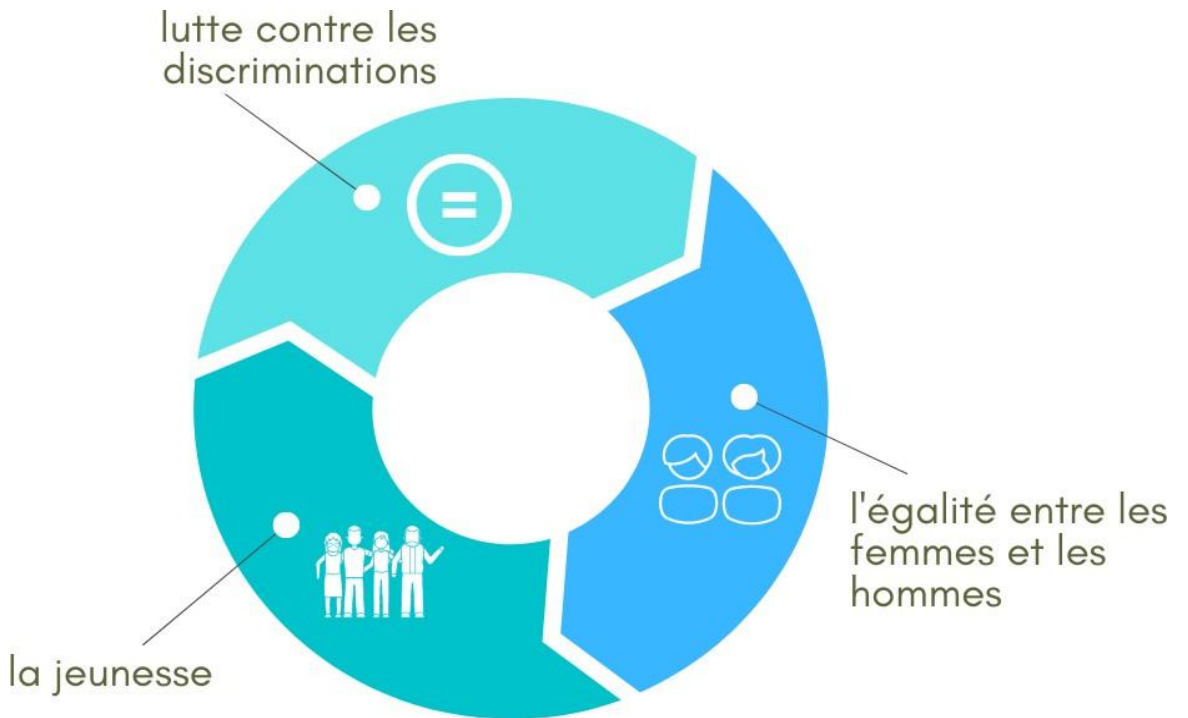 lutte contre les
discriminations
l'égalité entre les
femmes et les
hommes
la jeunesse